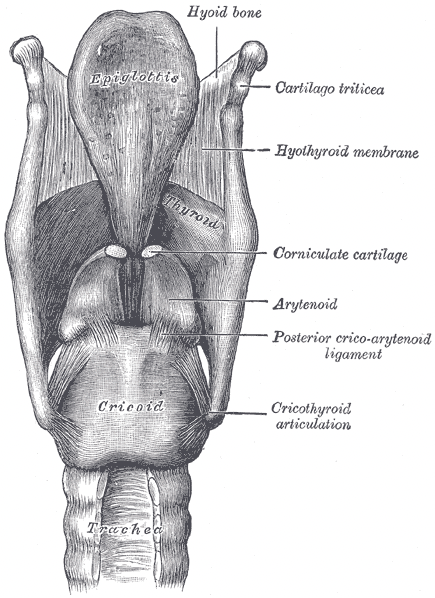 Hyoid bone
Epiglottis
Cartilago triticea
Hyothyroid membrane
Thyroid
Corniculate cartilage
Arytenoid
Posterior crico-arytenoid
ligament
Cricoid
Cricothyroid
articulation
Trachea